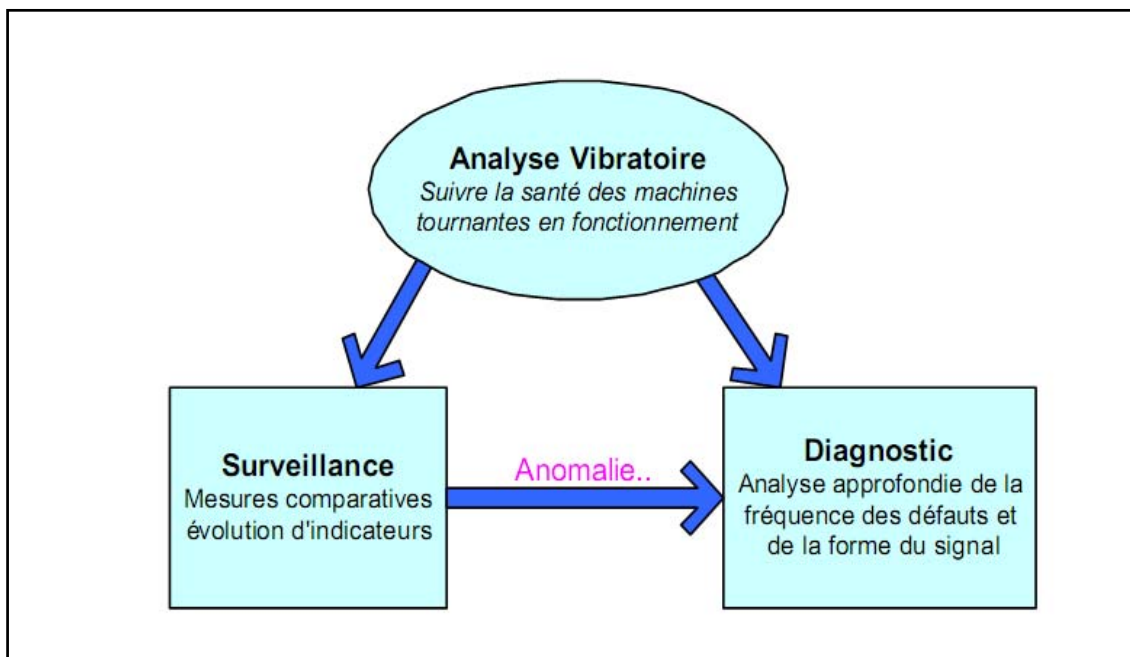 Analyse Vibratoire
Suivre la santé des machines
tournantes en fonctionnement
Surveillance
Mesures comparatives
évolution d'indicateurs
Anomalie..
Diagnostic
Analyse approfondie de la
fréquence des défauts et
de la forme du signal